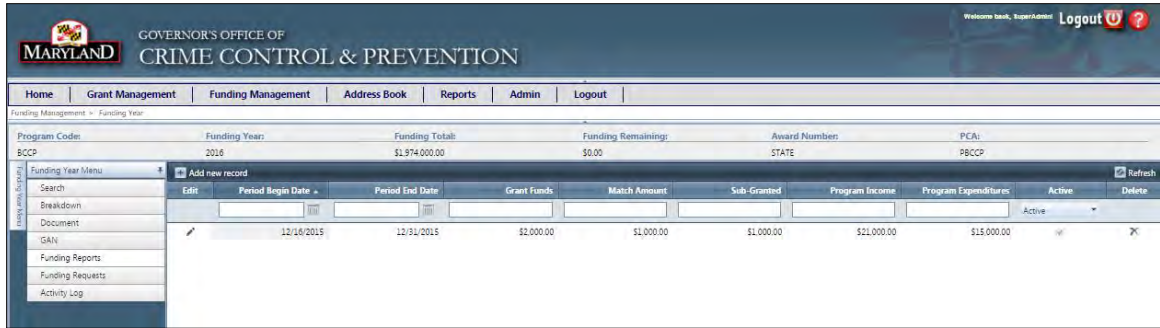 Welcome back, SuperAdmin! Logout
MARYLAND
GOVERNOR'S OFFICE OF
CRIME CONTROL & PREVENTION
Home Grant Management Funding Management Address Book Reports Admin Logout
Funding Management > Funding Year
Program Code: Funding Year: Funding Total: Funding Remaining: Award Number: PCA:
BCCP 2016 $1,974,000.00 $0.00 STATE PBCCP
Funding Year Menu
Funding Year Menu
Search
Breakdown
Document
GAN
Funding Reports
Funding Requests
Activity Log
Add new record Refresh
Edit Period Begin Date Period End Date Grant Funds Match Amount Sub-Granted Program Income Program Expenditures Active Delete
Active
12/16/2015 12/31/2015 $2,000.00 $1,000.00 $1,000.00 $21,000.00 $15,000.00